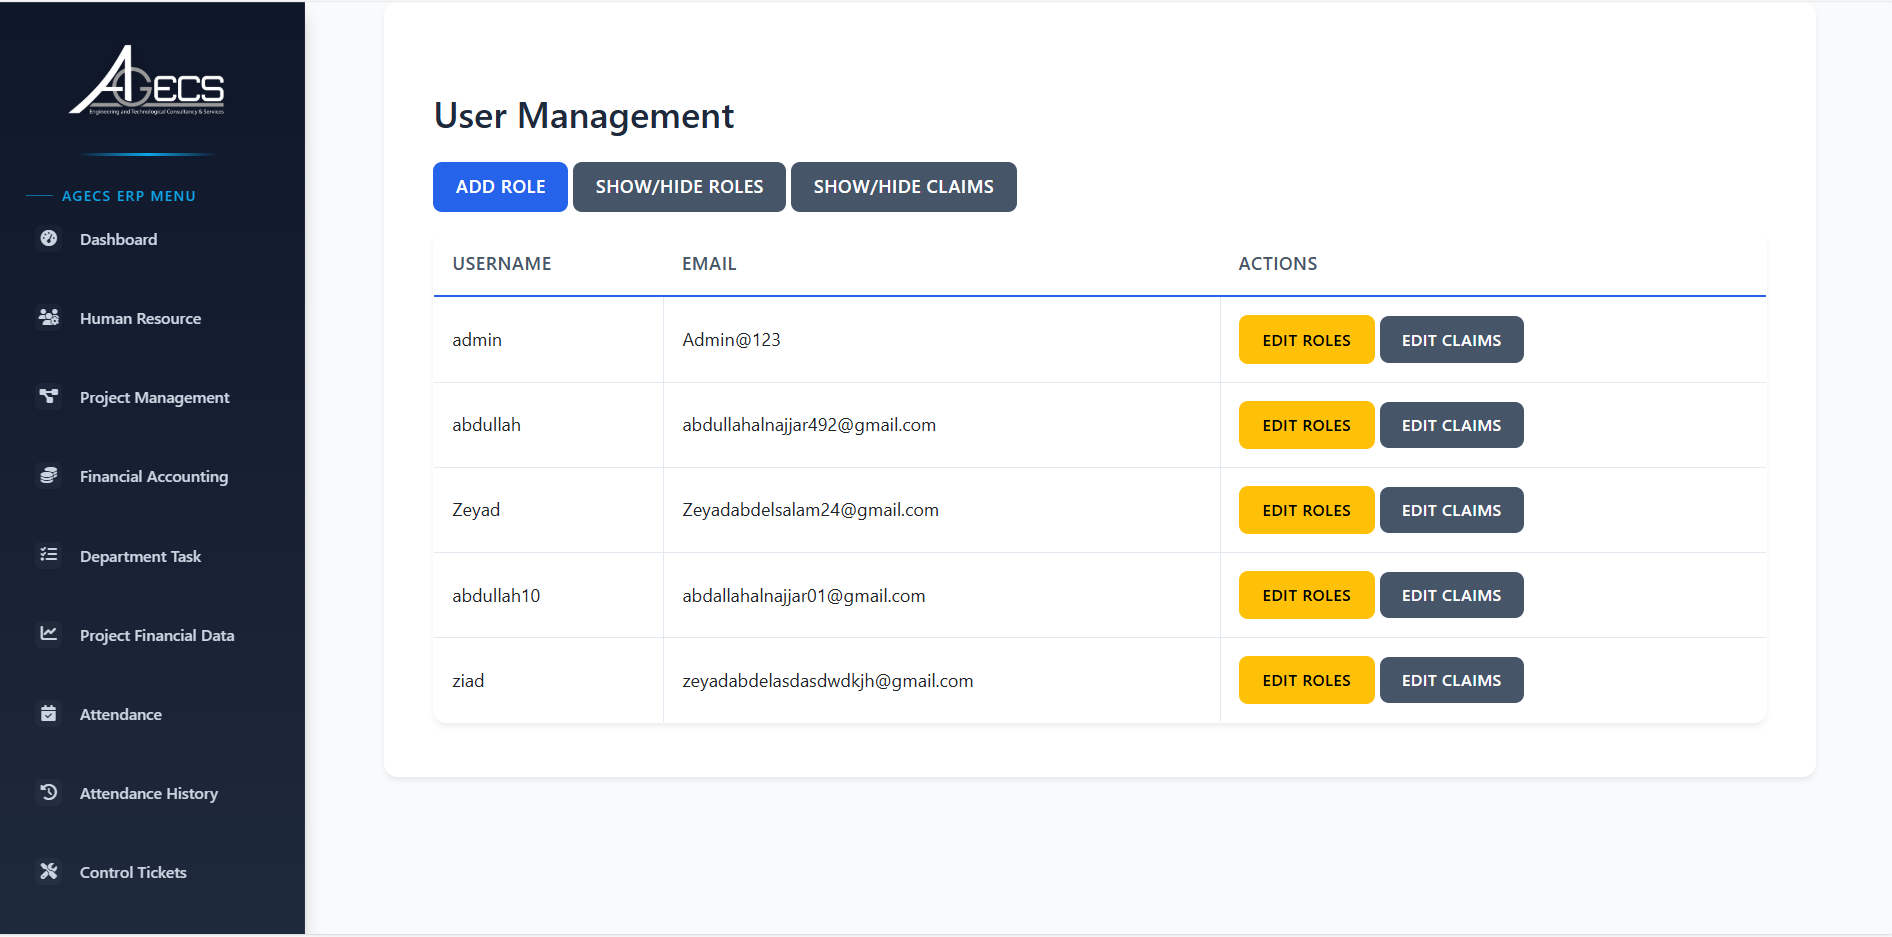 AGECS
Engineering and Technological Consultancy & Services
AGECS ERP MENU
Dashboard
Human Resource
Project Management
Financial Accounting
Department Task
Project Financial Data
Attendance
Attendance History
Control Tickets
User Management
ADD ROLE SHOW/HIDE ROLES SHOW/HIDE CLAIMS
USERNAME EMAIL ACTIONS
admin Admin@123 EDIT ROLES EDIT CLAIMS
abdullah abdullahalnajjar492@gmail.com EDIT ROLES EDIT CLAIMS
Zeyad Zeyadabdelsalam24@gmail.com EDIT ROLES EDIT CLAIMS
abdullah10 abdallahalnajjar01@gmail.com EDIT ROLES EDIT CLAIMS
ziad zeyadabdelasdasdwdkjh@gmail.com EDIT ROLES EDIT CLAIMS